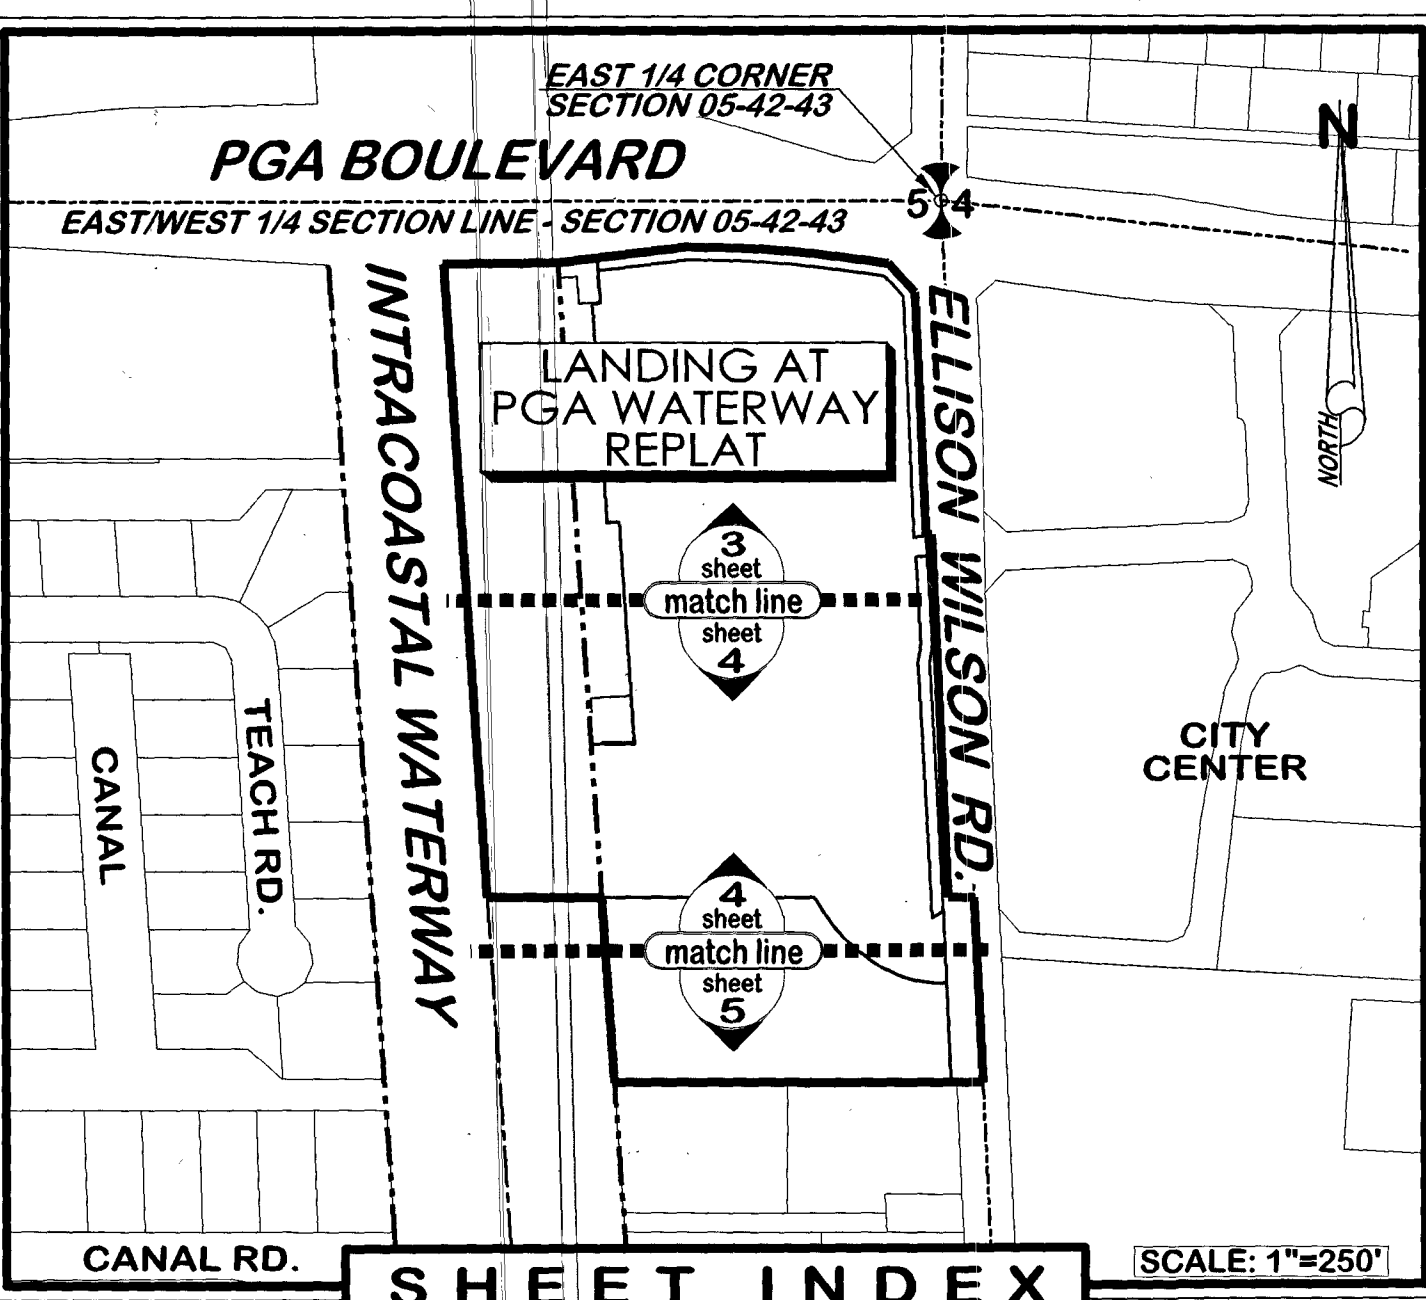 EAST 1/4 CORNER
SECTION 05-42-43
N
PGA BOULEVARD
5 4
EAST/WEST 1/4 SECTION LINE - SECTION 05-42-43
INTRACOASTAL WATERWAY
ELLISON WILSON RD.
LANDING AT
PGA WATERWAY
REPLAT
NORTH
3
sheet
match line
sheet
4
TEACH RD.
CANAL
CITY
CENTER
4
sheet
match line
sheet
5
CANAL RD.
SCALE: 1"=250'
SHEET INDEX